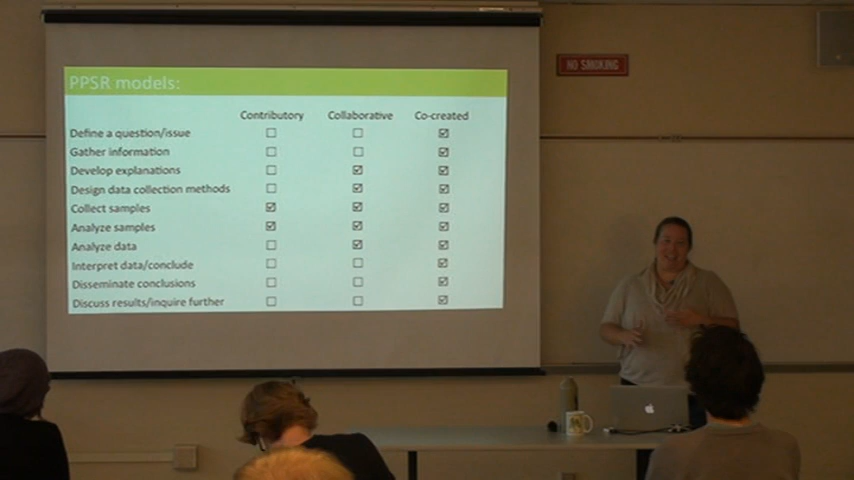 PPSR models:
Contributory Collaborative Co-created
Define a question/issue ☐ ☐ ☑
Gather information ☐ ☐ ☑
Develop explanations ☐ ☑ ☑
Design data collection methods ☐ ☑ ☑
Collect samples ☑ ☑ ☑
Analyze samples ☑ ☑ ☑
Analyze data ☐ ☑ ☑
Interpret data/conclude ☐ ☐ ☑
Disseminate conclusions ☐ ☐ ☑
Discuss results/inquire further ☐ ☐ ☑
NO SMOKING